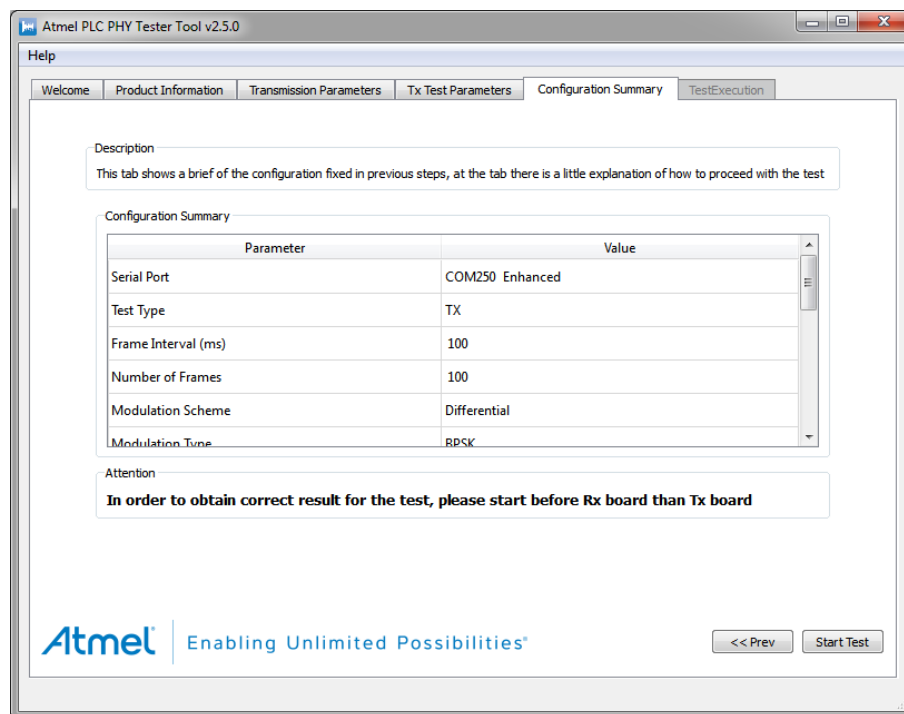 Atmel PLC PHY Tester Tool v2.5.0
Help
Welcome Product Information Transmission Parameters Tx Test Parameters Configuration Summary TestExecution
Description
This tab shows a brief of the configuration fixed in previous steps, at the tab there is a little explanation of how to proceed with the test
Configuration Summary
Parameter Value
Serial Port COM250 Enhanced
Test Type TX
Frame Interval (ms) 100
Number of Frames 100
Modulation Scheme Differential
Modulation Type BPSK
Attention
In order to obtain correct result for the test, please start before Rx board than Tx board
Atmel Enabling Unlimited Possibilities®
<< Prev Start Test